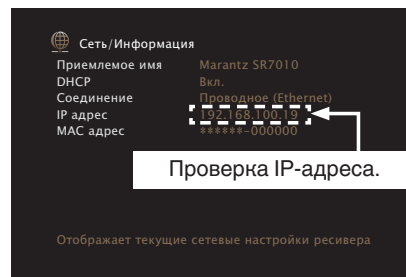 Сеть/Информация
Приемлемое имя Marantz SR7010
DHCP Вкл.
Соединение Проводное (Ethernet)
IP адрес 192.168.100.19
MAC адрес ******-000000
Проверка IP-адреса.
Отображает текущие сетевые настройки ресивера